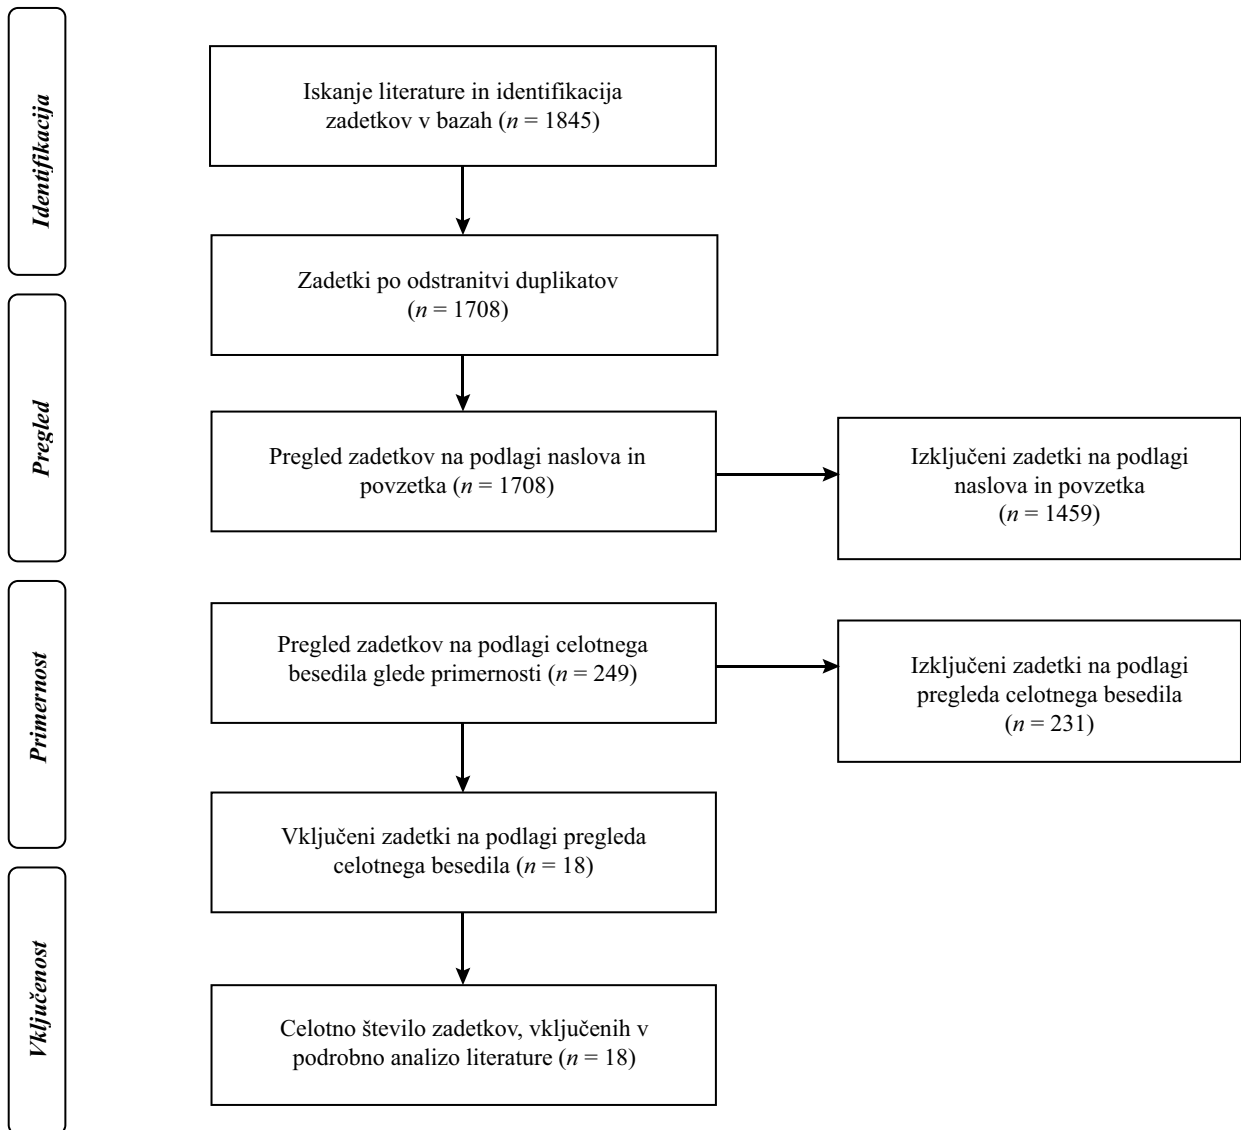 Identifikacija
Iskanje literature in identifikacija
zadetkov v bazah (n = 1845)
Zadetki po odstranitvi duplikatov
(n = 1708)
Pregled
Pregled zadetkov na podlagi naslova in
povzetka (n = 1708)
Izključeni zadetki na podlagi
naslova in povzetka
(n = 1459)
Primernost
Pregled zadetkov na podlagi celotnega
besedila glede primernosti (n = 249)
Izključeni zadetki na podlagi
pregleda celotnega besedila
(n = 231)
Vključeni zadetki na podlagi pregleda
celotnega besedila (n = 18)
Vključenost
Celotno število zadetkov, vključenih v
podrobno analizo literature (n = 18)